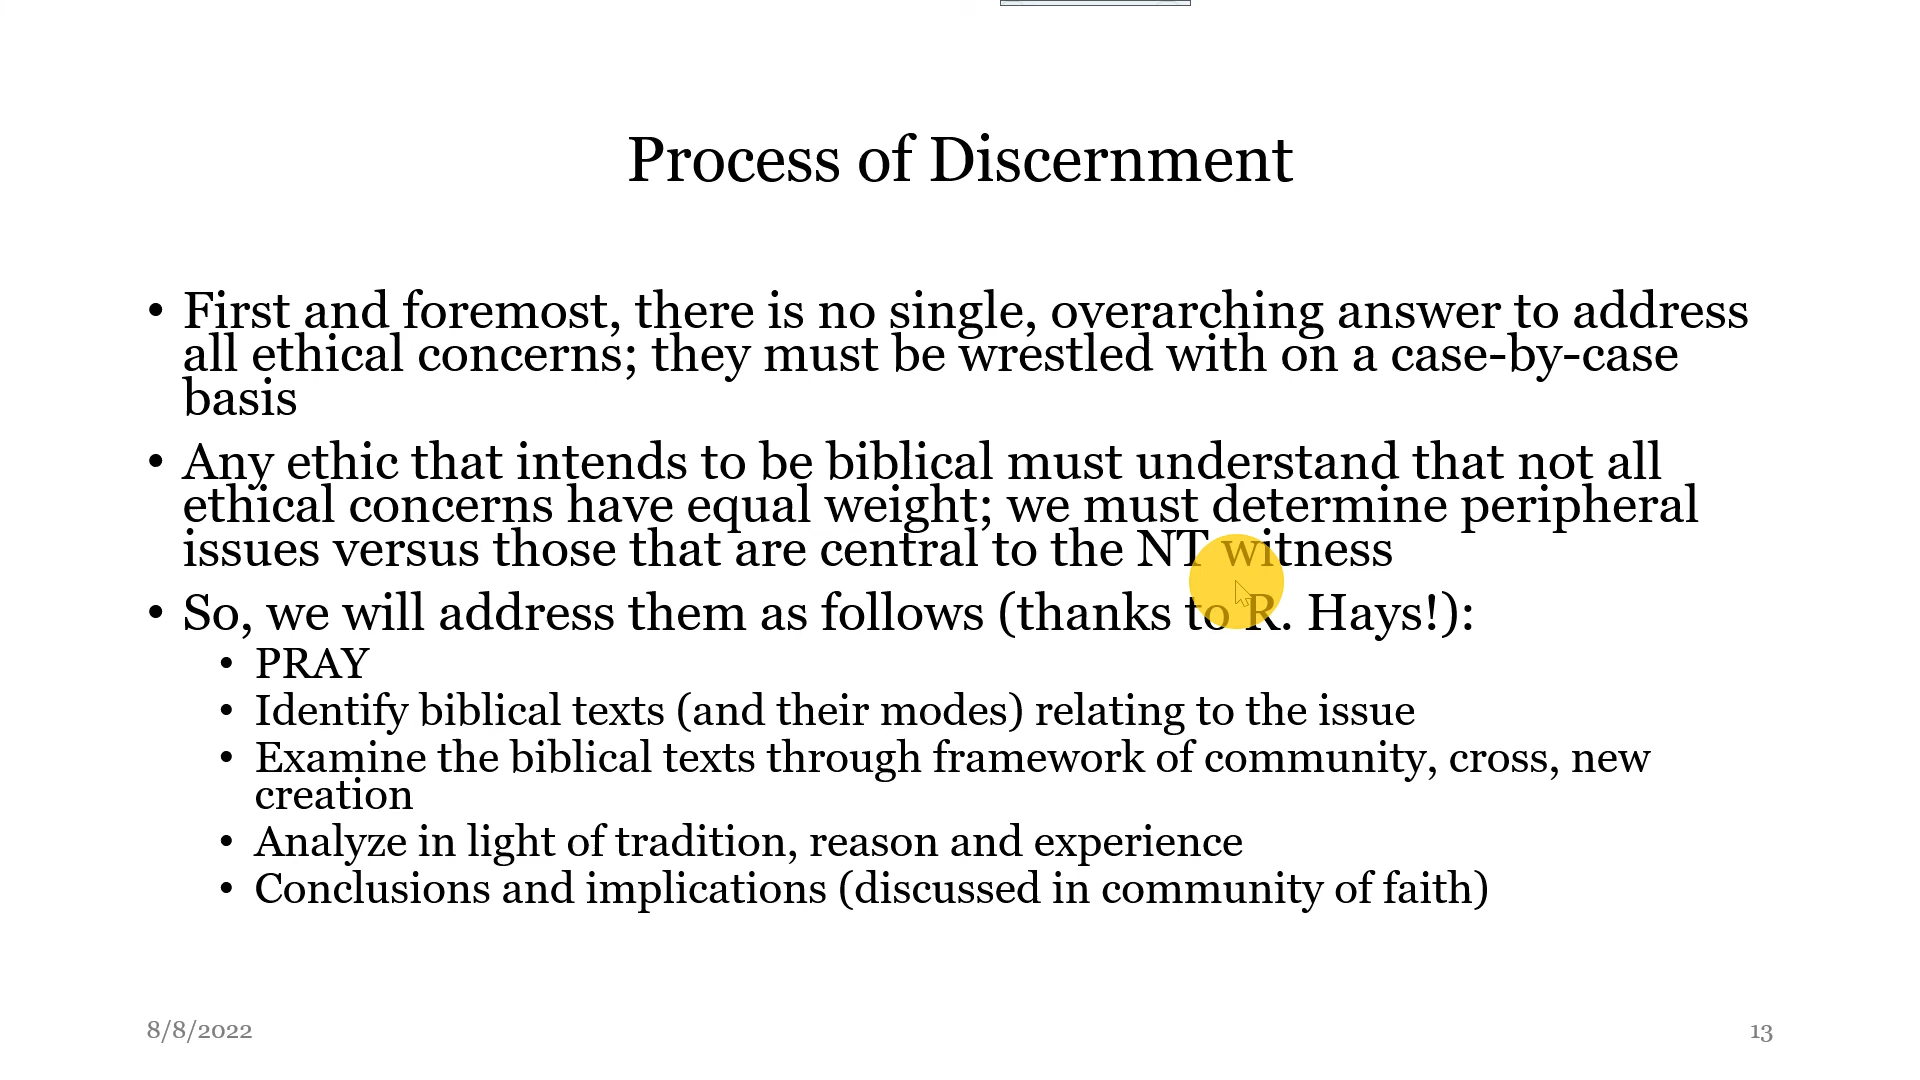 Process of Discernment
• First and foremost, there is no single, overarching answer to address
all ethical concerns; they must be wrestled with on a case-by-case
basis
• Any ethic that intends to be biblical must understand that not all
ethical concerns have equal weight; we must determine peripheral
issues versus those that are central to the NT witness
• So, we will address them as follows (thanks to R. Hays!):
• PRAY
• Identify biblical texts (and their modes) relating to the issue
• Examine the biblical texts through framework of community, cross, new
creation
• Analyze in light of tradition, reason and experience
• Conclusions and implications (discussed in community of faith)
8/8/2022
13